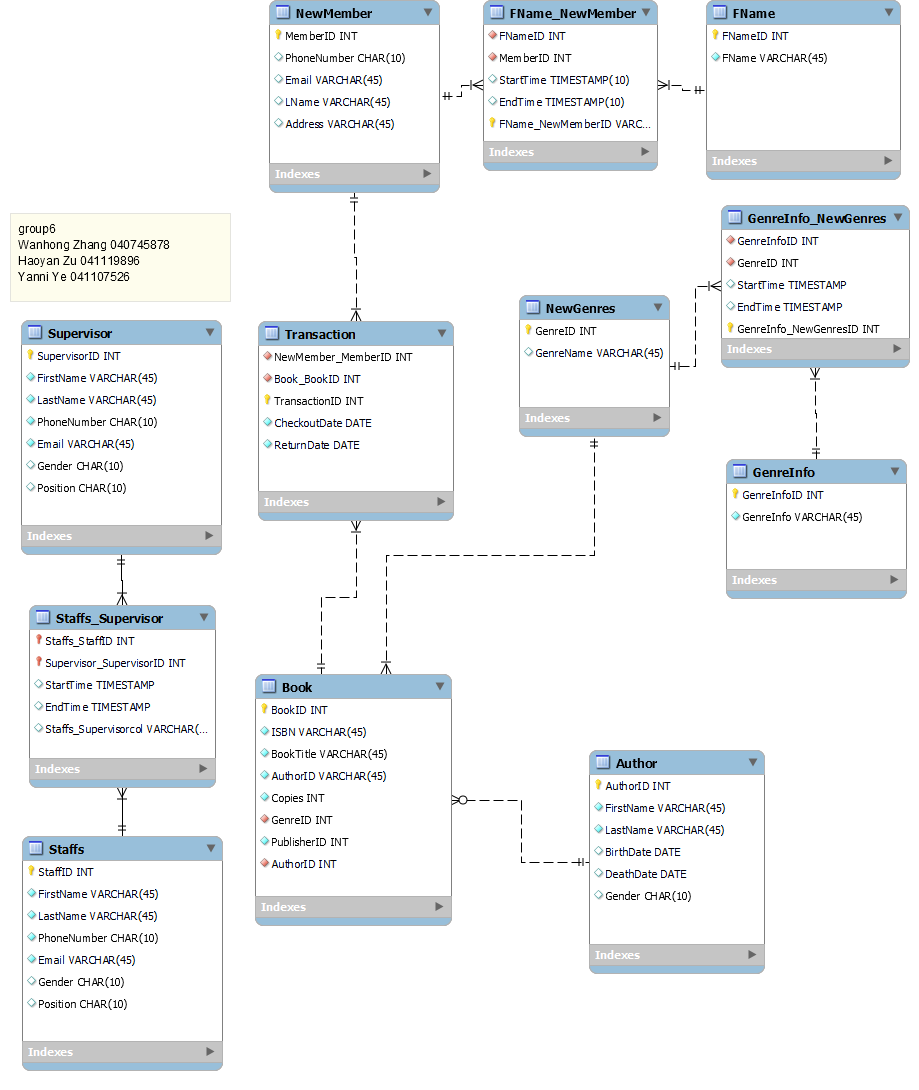 NewMember
MemberID INT
PhoneNumber CHAR(10)
Email VARCHAR(45)
LName VARCHAR(45)
Address VARCHAR(45)
Indexes
FName_NewMember
FNameID INT
MemberID INT
StartTime TIMESTAMP(10)
EndTime TIMESTAMP(10)
FName_NewMemberID VARC...
Indexes
FName
FNameID INT
FName VARCHAR(45)
Indexes
group6
Wanhong Zhang 040745878
Haoyan Zu 041119896
Yanni Ye 041107526
GenreInfo_NewGenres
GenreInfoID INT
GenreID INT
StartTime TIMESTAMP
EndTime TIMESTAMP
GenreInfo_NewGenresID INT
Indexes
NewGenres
GenreID INT
GenreName VARCHAR(45)
Indexes
Supervisor
SupervisorID INT
FirstName VARCHAR(45)
LastName VARCHAR(45)
PhoneNumber CHAR(10)
Email VARCHAR(45)
Gender CHAR(10)
Position CHAR(10)
Indexes
Transaction
NewMember_MemberID INT
Book_BookID INT
TransactionID INT
CheckoutDate DATE
ReturnDate DATE
Indexes
GenreInfo
GenreInfoID INT
GenreInfo VARCHAR(45)
Indexes
Staffs_Supervisor
Staffs_StaffID INT
Supervisor_SupervisorID INT
StartTime TIMESTAMP
EndTime TIMESTAMP
Staffs_Supervisorcol VARCHAR(...
Indexes
Book
BookID INT
ISBN VARCHAR(45)
BookTitle VARCHAR(45)
AuthorID VARCHAR(45)
Copies INT
GenreID INT
PublisherID INT
AuthorID INT
Indexes
Author
AuthorID INT
FirstName VARCHAR(45)
LastName VARCHAR(45)
BirthDate DATE
DeathDate DATE
Gender CHAR(10)
Indexes
Staffs
StaffID INT
FirstName VARCHAR(45)
LastName VARCHAR(45)
PhoneNumber CHAR(10)
Email VARCHAR(45)
Gender CHAR(10)
Position CHAR(10)
Indexes